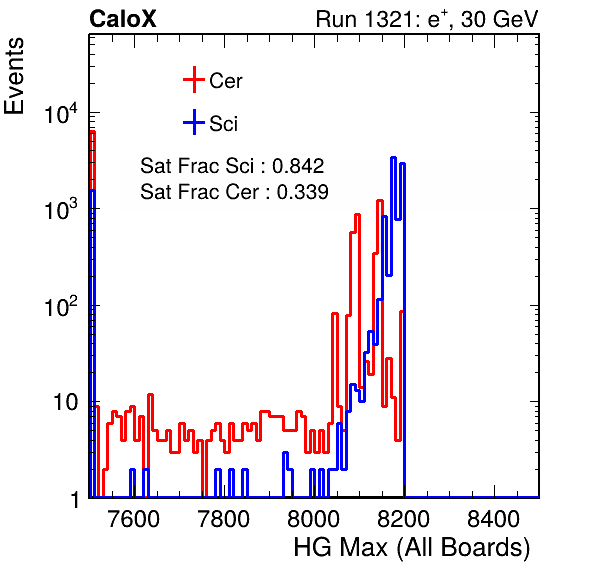 CaloX Run 1321: e⁺, 30 GeV
Events
Cer
Sci
Sat Frac Sci : 0.842
Sat Frac Cer : 0.339
10⁴
10³
10²
10
1
7600 7800 8000 8200 8400
HG Max (All Boards)